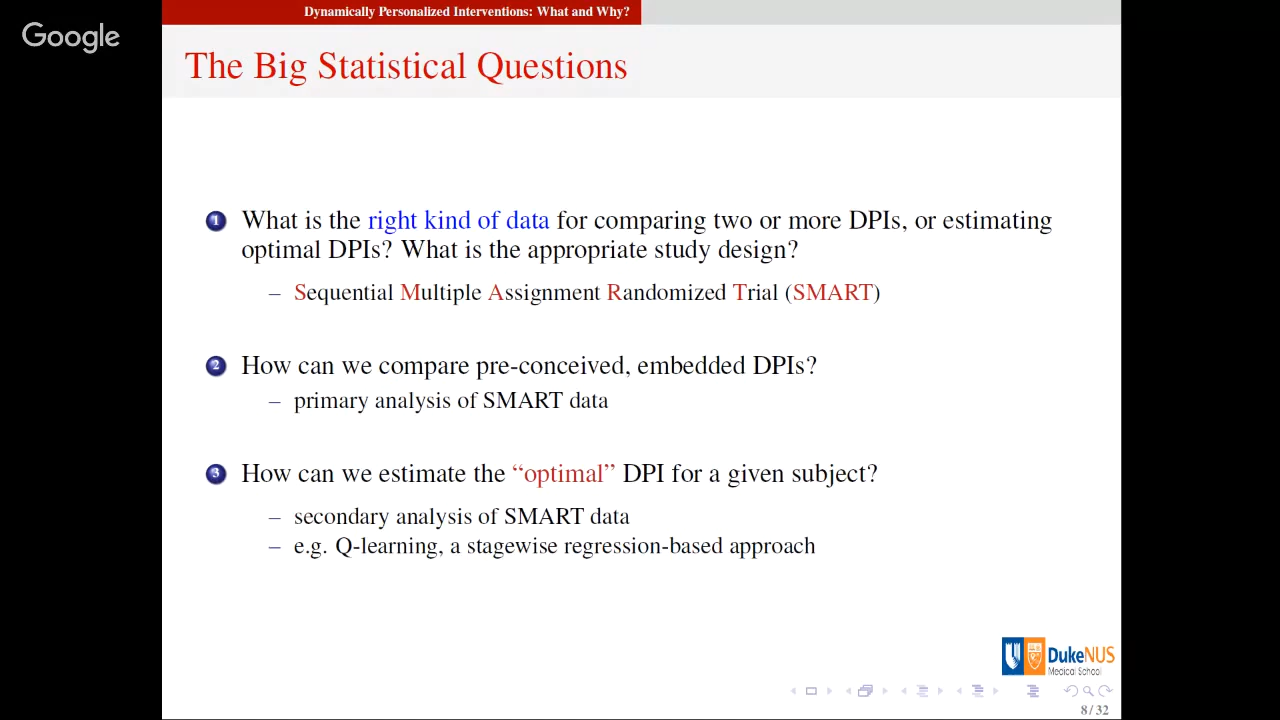 Dynamically Personalized Interventions: What and Why?
Google
The Big Statistical Questions
1 What is the right kind of data for comparing two or more DPIs, or estimating
optimal DPIs? What is the appropriate study design?
– Sequential Multiple Assignment Randomized Trial (SMART)
2 How can we compare pre-conceived, embedded DPIs?
– primary analysis of SMART data
3 How can we estimate the “optimal” DPI for a given subject?
– secondary analysis of SMART data
– e.g. Q-learning, a stagewise regression-based approach
DukeNUS
Medical School
8 / 32